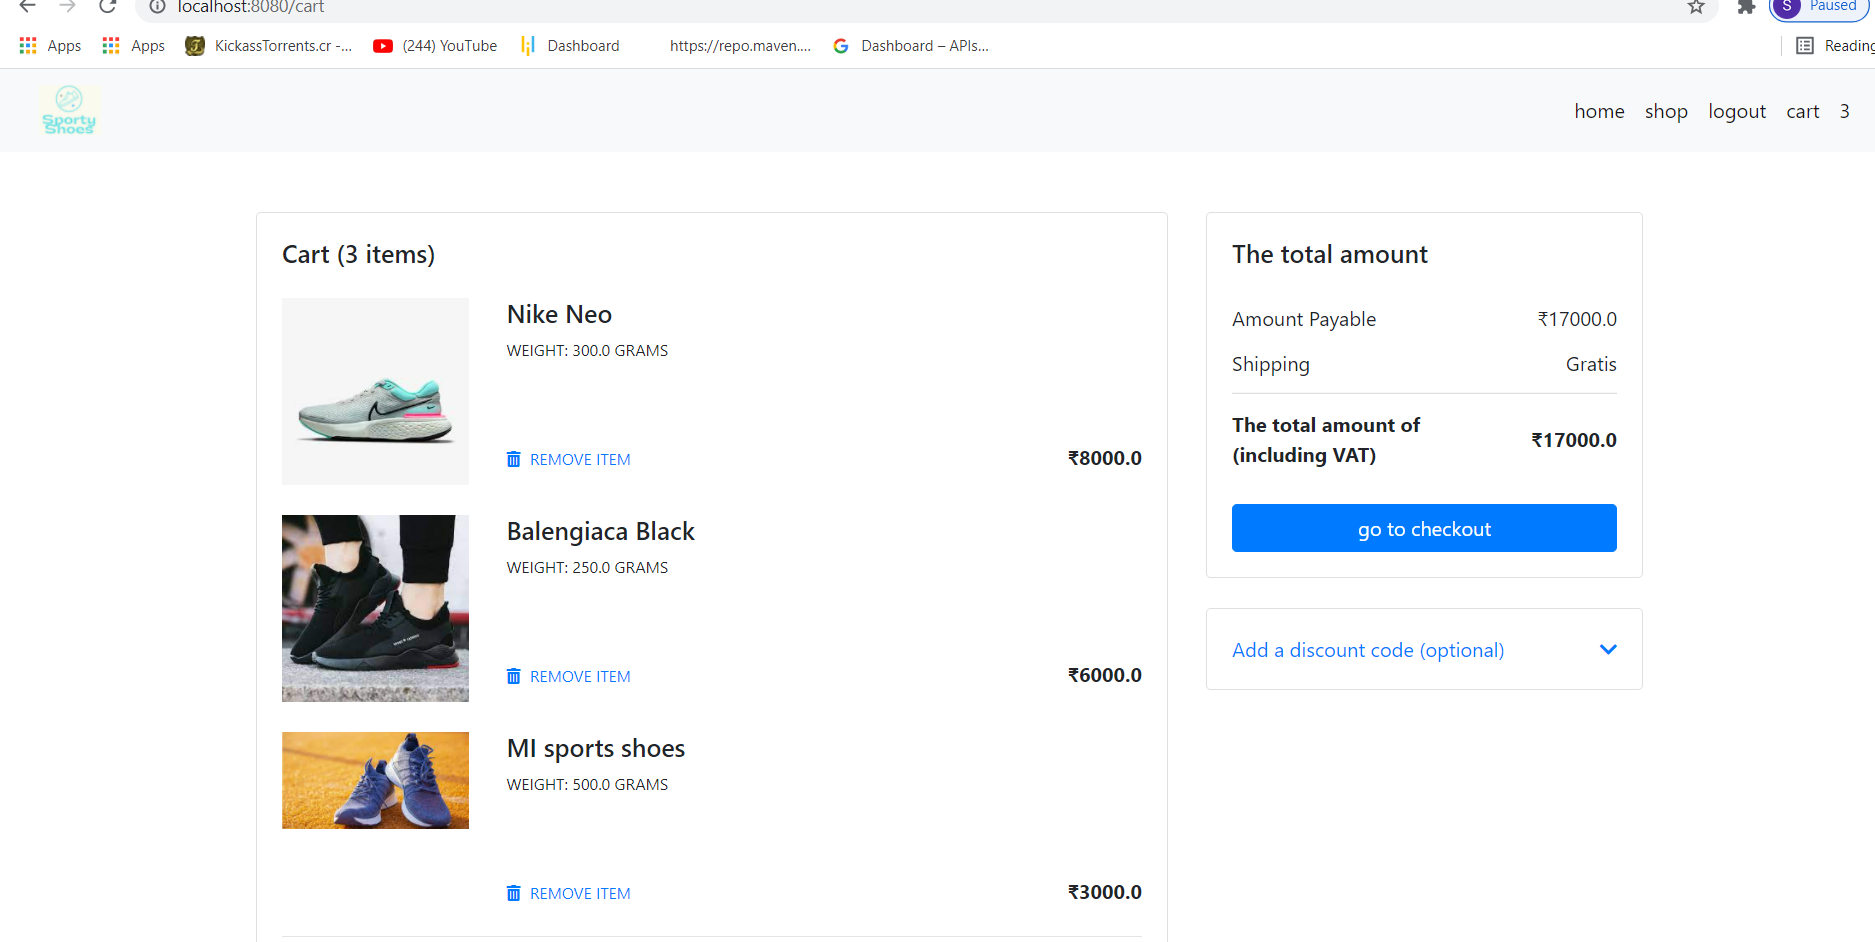 localhost:8080/cart
S Paused
Apps Apps KickassTorrents.cr -... (244) YouTube Dashboard https://repo.maven.... Dashboard – APIs... Reading
Sporty
Shoes
home shop logout cart 3
Cart (3 items)
Nike Neo
WEIGHT: 300.0 GRAMS
REMOVE ITEM ₹8000.0
Balengiaca Black
WEIGHT: 250.0 GRAMS
REMOVE ITEM ₹6000.0
MI sports shoes
WEIGHT: 500.0 GRAMS
REMOVE ITEM ₹3000.0
The total amount
Amount Payable ₹17000.0
Shipping Gratis
The total amount of
(including VAT) ₹17000.0
go to checkout
Add a discount code (optional)